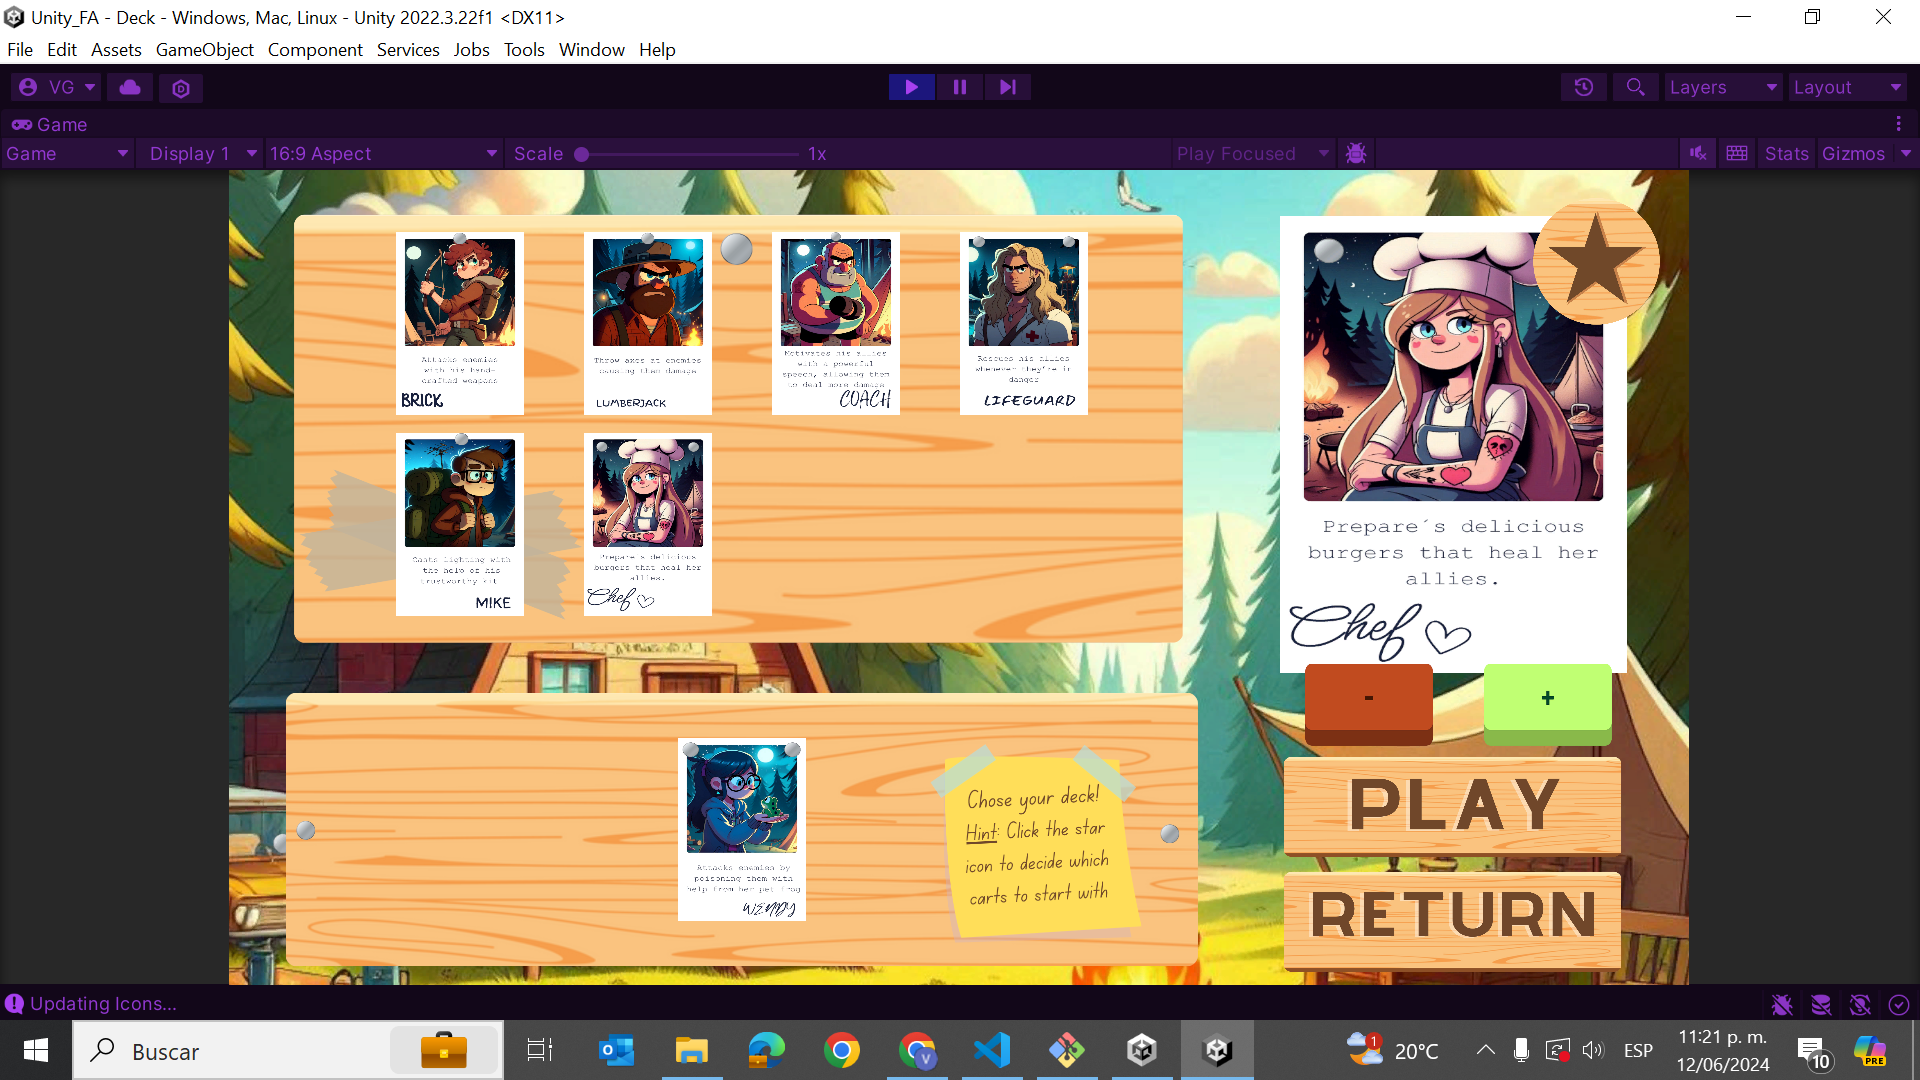 Unity_FA - Deck - Windows, Mac, Linux - Unity 2022.3.22f1 <DX11>
File Edit Assets GameObject Component Services Jobs Tools Window Help
VG Layers Layout
Game
Game Display 1 16:9 Aspect Scale 1x Play Focused Stats Gizmos
Attacks enemies
with his hand-
crafted weapons
BRICK
Throw axes at enemies
causing them damage
LUMBERJACK
Motivates his allies
with a powerful
speech, allowing them
to deal more damage
COACH
Rescues his allies
whenever they're in
danger
LIFEGUARD
Casts lighting with
the help of his
trustworthy kit
MIKE
Prepare´s delicious
burgers that heal her
allies.
Chef
Prepare´s delicious
burgers that heal her
allies.
Chef
- +
Attacks enemies by
poisoning them with
help from her pet frog
WENDY
Chose your deck!
Hint: Click the star
icon to decide which
carts to start with
PLAY
RETURN
Updating Icons...
Buscar
1
20°C
ESP
11:21 p. m.
12/06/2024
10
PRE